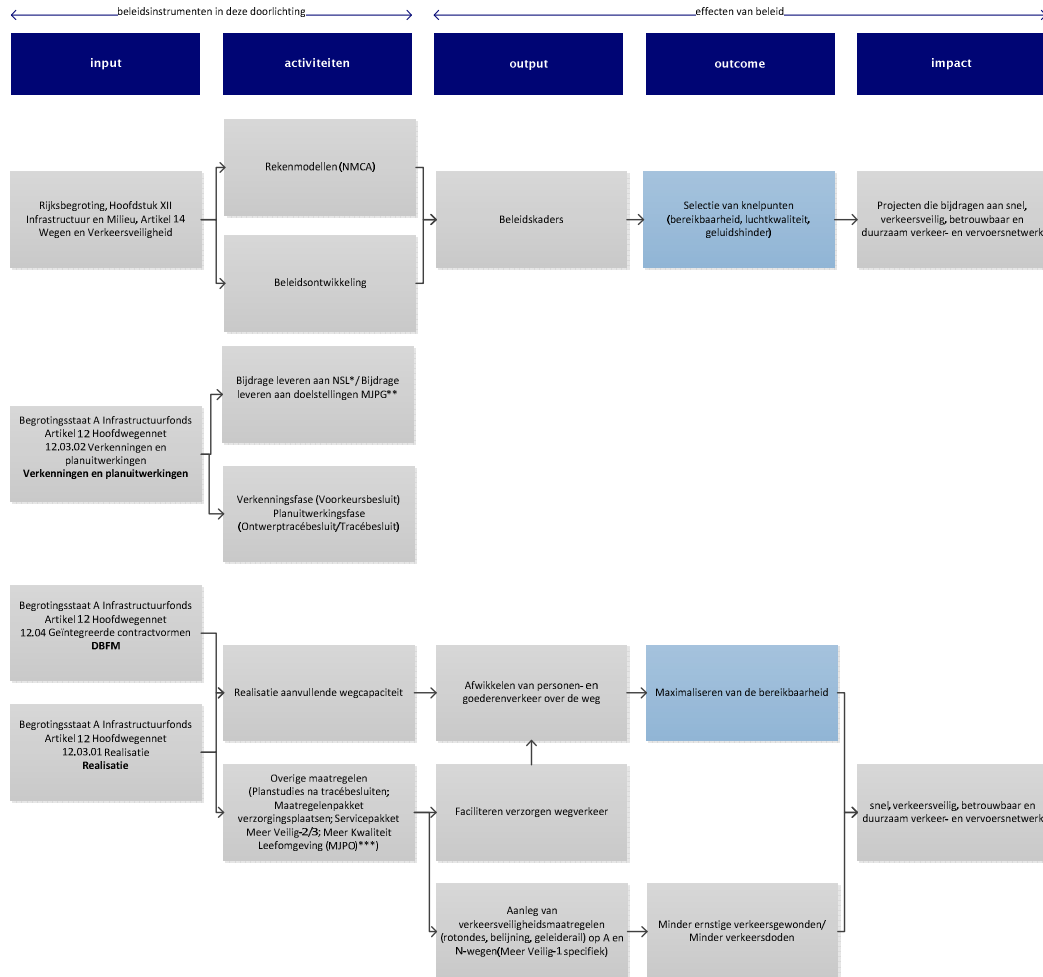 beleidsinstrumenten in deze doorlichting
effecten van beleid
input
activiteiten
output
outcome
impact
Rijksbegroting, Hoofdstuk XII
Infrastructuur en Milieu, Artikel 14
Wegen en Verkeersveiligheid
Rekenmodellen (NMCA)
Beleidsontwikkeling
Beleidskaders
Selectie van knelpunten
(bereikbaarheid, luchtkwaliteit,
geluidshinder)
Projecten die bijdragen aan snel,
verkeersveilig, betrouwbaar en
duurzaam verkeer- en vervoersnetwerk
Begrotingsstaat A Infrastructuurfonds
Artikel 12 Hoofdwegennet
12.03.02 Verkenningen en
planuitwerkingen
Verkenningen en planuitwerkingen
Bijdrage leveren aan NSL*/ Bijdrage
leveren aan doelstellingen MJPG**
Verkenningsfase (Voorkeursbesluit)
Planuitwerkingsfase
(Ontwerptracébesluit/Tracébesluit)
Begrotingsstaat A Infrastructuurfonds
Artikel 12 Hoofdwegennet
12.04 Geïntegreerde contractvormen
DBFM
Begrotingsstaat A Infrastructuurfonds
Artikel 12 Hoofdwegennet
12.03.01 Realisatie
Realisatie
Realisatie aanvullende wegcapaciteit
Afwikkelen van personen- en
goederenverkeer over de weg
Maximaliseren van de bereikbaarheid
Overige maatregelen
(Planstudies na tracébesluiten;
Maatregelenpakket
verzorgingsplaatsen; Servicepakket
Meer Veilig-2/3; Meer Kwaliteit
Leefomgeving (MJPO)***)
Faciliteren verzorgen wegverkeer
snel, verkeersveilig, betrouwbaar en
duurzaam verkeer- en vervoersnetwerk
Aanleg van
verkeersveiligheidsmaatregelen
(rotondes, belijning, geleiderail) op A en
N-wegen(Meer Veilig-1 specifiek)
Minder ernstige verkeersgewonden/
Minder verkeersdoden